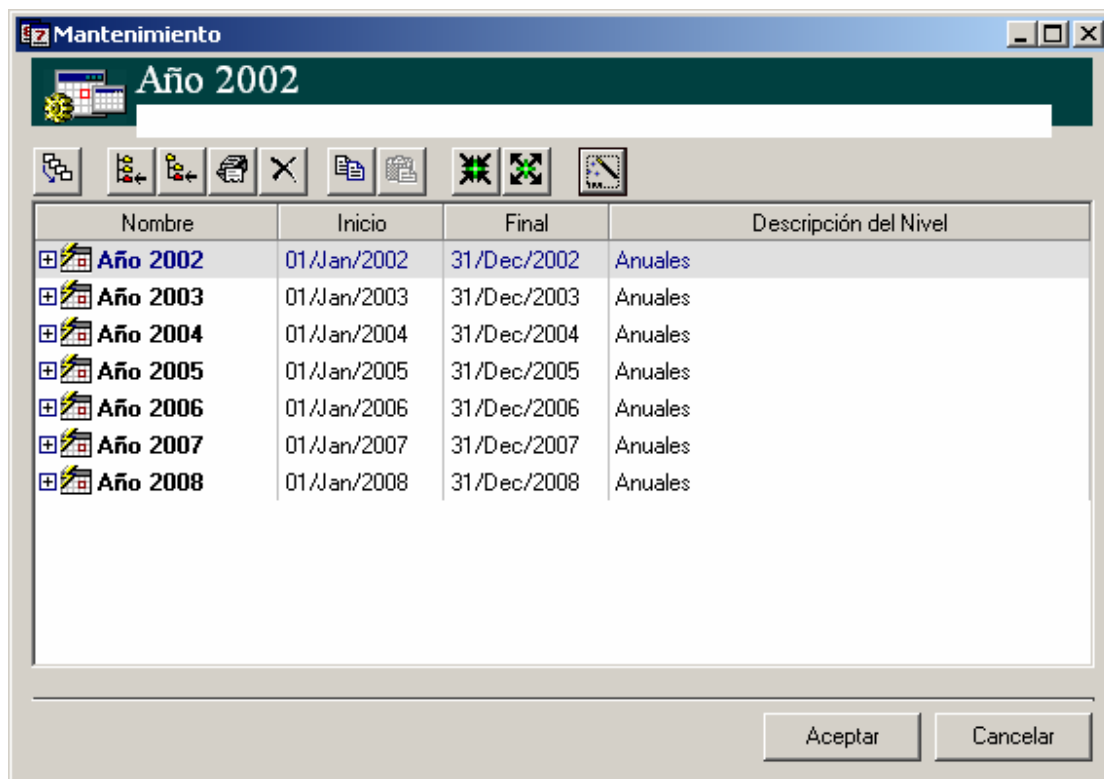 Mantenimiento
Año 2002
Nombre Inicio Final Descripción del Nivel
Año 2002 01/Jan/2002 31/Dec/2002 Anuales
Año 2003 01/Jan/2003 31/Dec/2003 Anuales
Año 2004 01/Jan/2004 31/Dec/2004 Anuales
Año 2005 01/Jan/2005 31/Dec/2005 Anuales
Año 2006 01/Jan/2006 31/Dec/2006 Anuales
Año 2007 01/Jan/2007 31/Dec/2007 Anuales
Año 2008 01/Jan/2008 31/Dec/2008 Anuales
Aceptar Cancelar